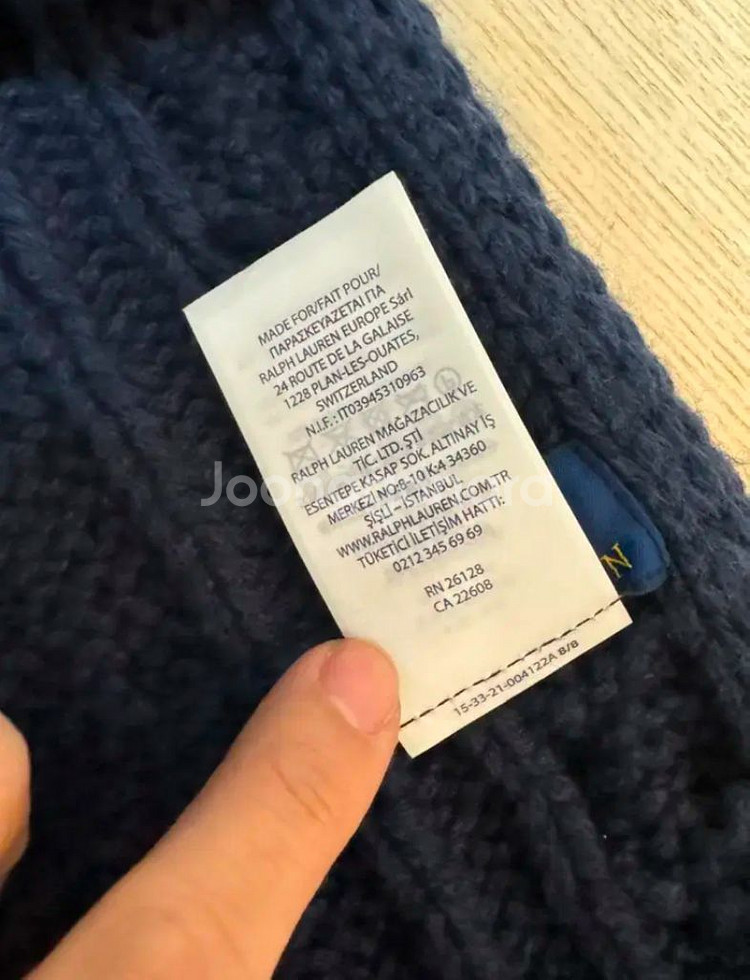 MADE FOR/FAIT POUR/
ΠΑΡΑΣΚΕΥΑΖΕΤΑΙ ΓΙΑ
RALPH LAUREN EUROPE Sàrl
24 ROUTE DE LA GALAISE
1228 PLAN-LES-OUATES,
SWITZERLAND
N.I.F.: IT03945310963
RALPH LAUREN MAĞAZACILIK VE
TİC. LTD. ŞTİ
ESENTEPE KASAP SOK. ALTINAY İŞ
MERKEZİ NO:8-10 K:4 34360
ŞİŞLİ – İSTANBUL
WWW.RALPHLAUREN.COM.TR
TÜKETİCİ İLETİŞİM HATTI:
0212 345 69 69
RN 26128
CA 22608
15-33-21-004122A B/B
N